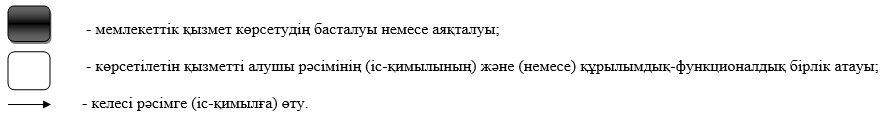 - мемлекеттік қызмет көрсетудің басталуы немесе аяқталуы;
- көрсетілетін қызметті алушы рәсімінің (іс-қимылының) және (немесе) құрылымдық-функционалдық бірлік атауы;
- келесі рәсімге (іс-қимылға) өту.